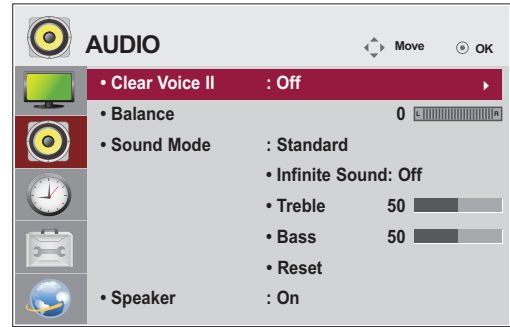 AUDIO Move OK
• Clear Voice II : Off
• Balance 0 L R
• Sound Mode : Standard
• Infinite Sound: Off
• Treble 50
• Bass 50
• Reset
• Speaker : On